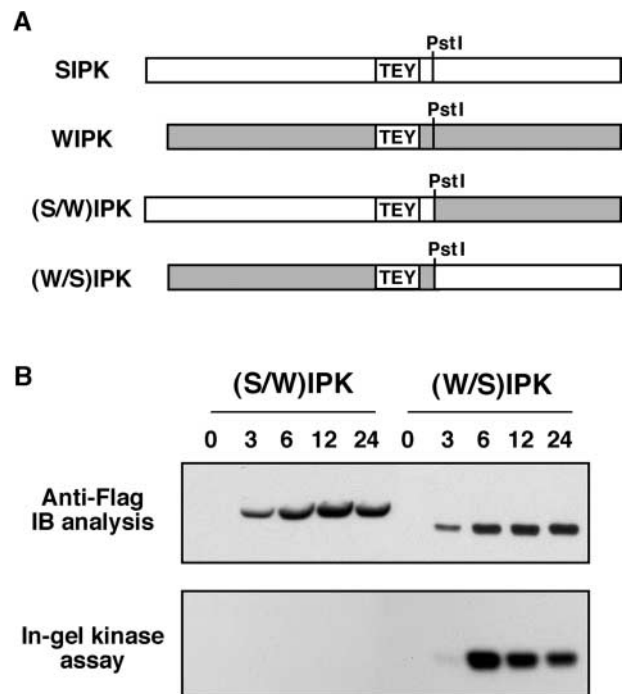 A
PstI
SIPK TEY
PstI
WIPK TEY
PstI
(S/W)IPK TEY
PstI
(W/S)IPK TEY
B
(S/W)IPK (W/S)IPK
0 3 6 12 24 0 3 6 12 24
Anti-Flag
IB analysis
In-gel kinase
assay